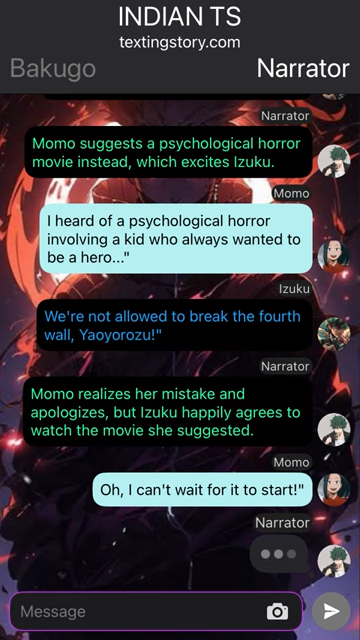 INDIAN TS
textingstory.com
Bakugo
Narrator
Narrator
Momo suggests a psychological horror
movie instead, which excites Izuku.
Momo
I heard of a psychological horror
involving a kid who always wanted to
be a hero..."
Izuku
We're not allowed to break the fourth
wall, Yaoyorozu!"
Narrator
Momo realizes her mistake and
apologizes, but Izuku happily agrees to
watch the movie she suggested.
Momo
Oh, I can't wait for it to start!"
Narrator
Message